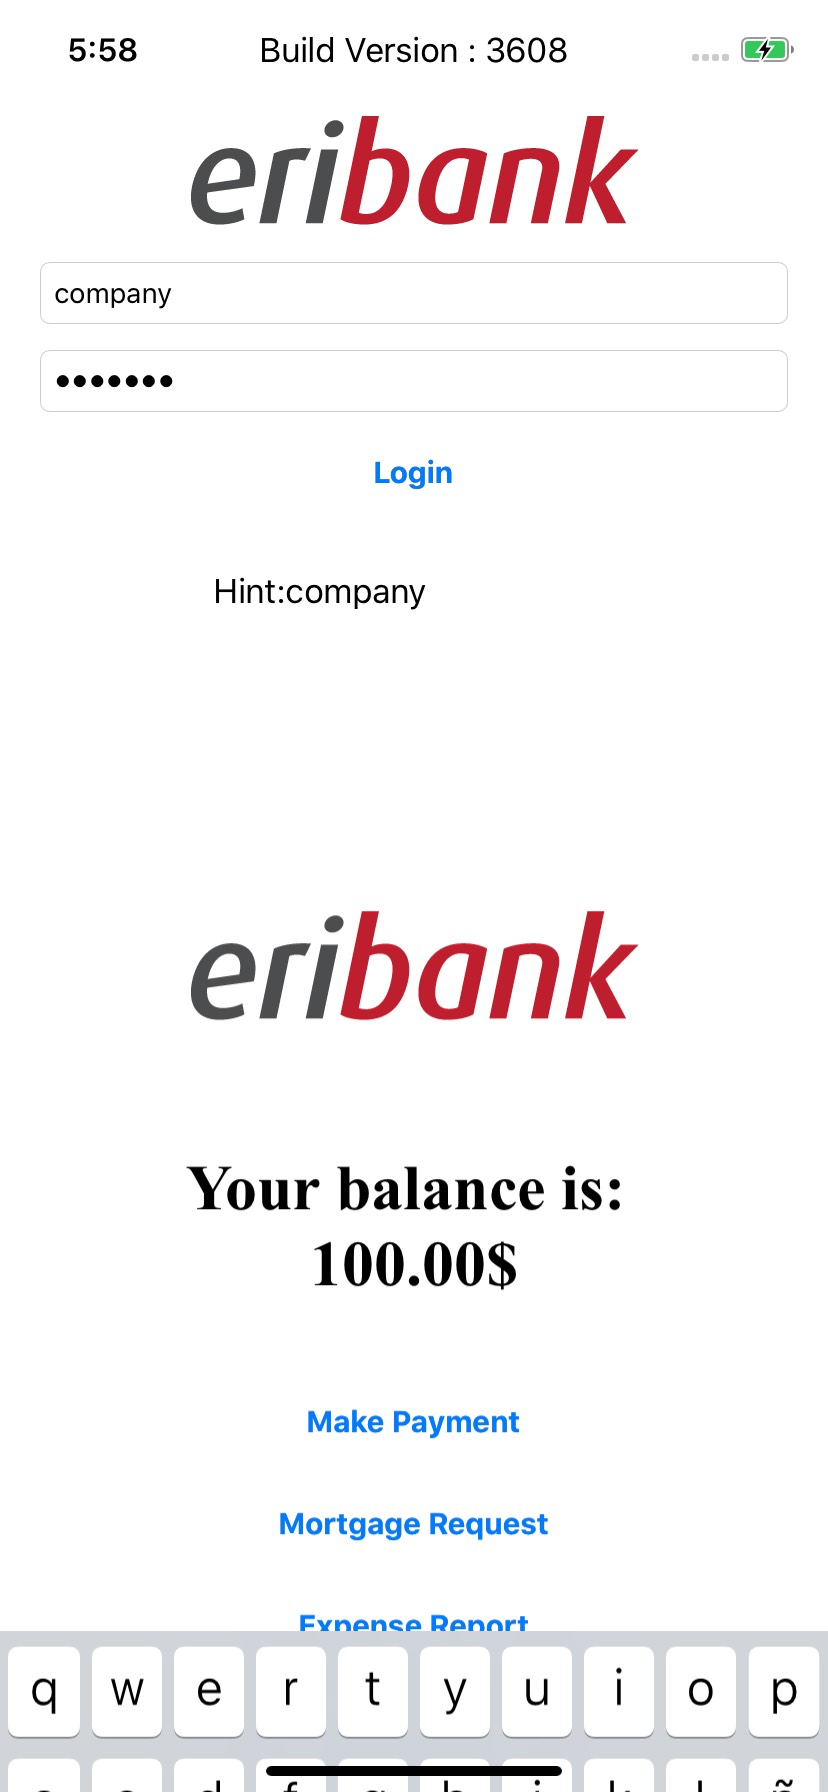 5:58
Build Version : 3608
eribank
company
•••••••
Login
Hint:company
eribank
Your balance is:
100.00$
Make Payment
Mortgage Request
Expense Report
q w e r t y u i o p